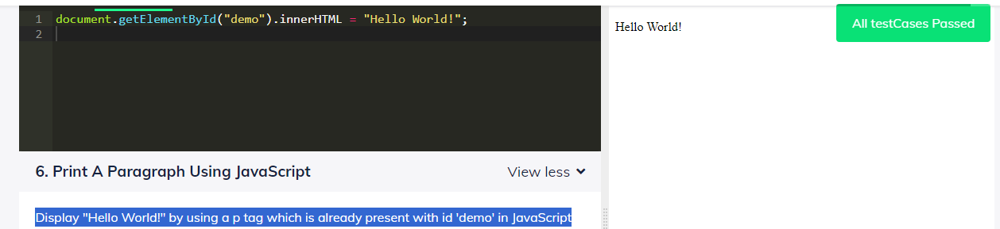 1 document.getElementById("demo").innerHTML = "Hello World!";
2
Hello World!
All testCases Passed
6. Print A Paragraph Using JavaScript
View less
Display "Hello World!" by using a p tag which is already present with id 'demo' in JavaScript